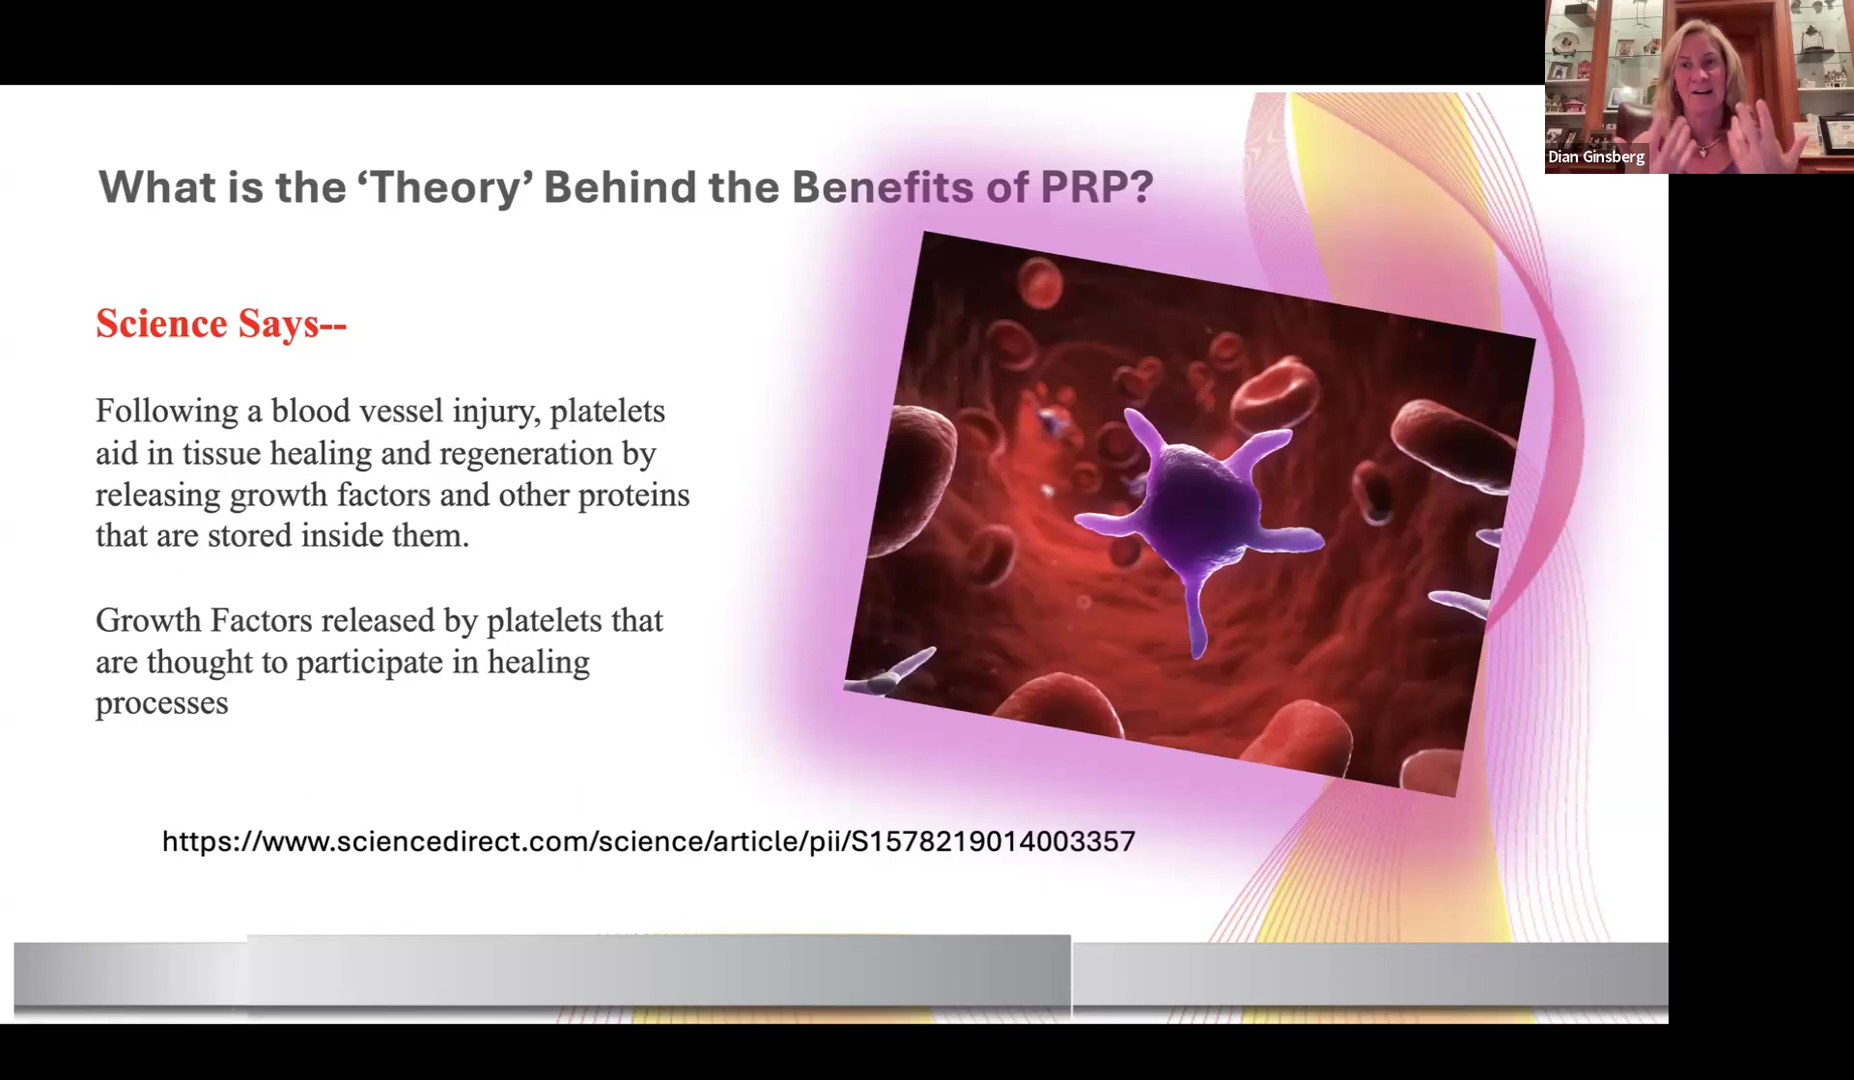 Dian Ginsberg
What is the ‘Theory’ Behind the Benefits of PRP?
Science Says--
Following a blood vessel injury, platelets
aid in tissue healing and regeneration by
releasing growth factors and other proteins
that are stored inside them.
Growth Factors released by platelets that
are thought to participate in healing
processes
https://www.sciencedirect.com/science/article/pii/S1578219014003357